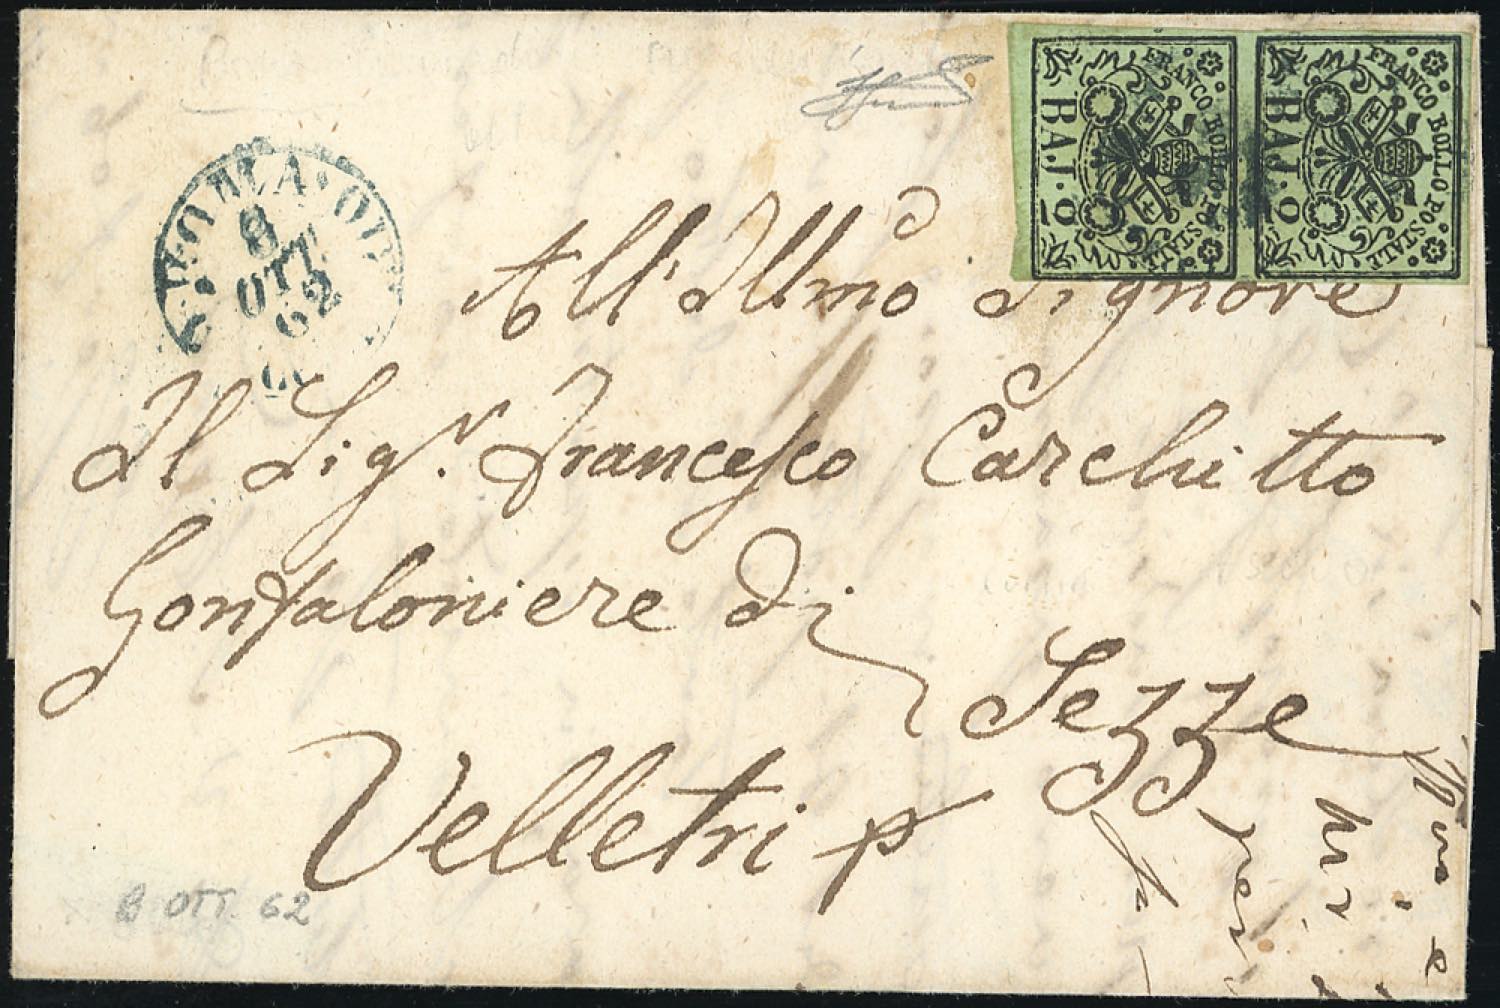 FRANCO BOLLO POSTALE
BAJ. 2
FRANCO BOLLO POSTALE
BAJ. 2
ROMA
8
OTT
62
All'Illmo Signore
Il Sigr. Francesco Carchitto
Gonfaloniere di
Sezze
Velletri p
8 OTT. 62